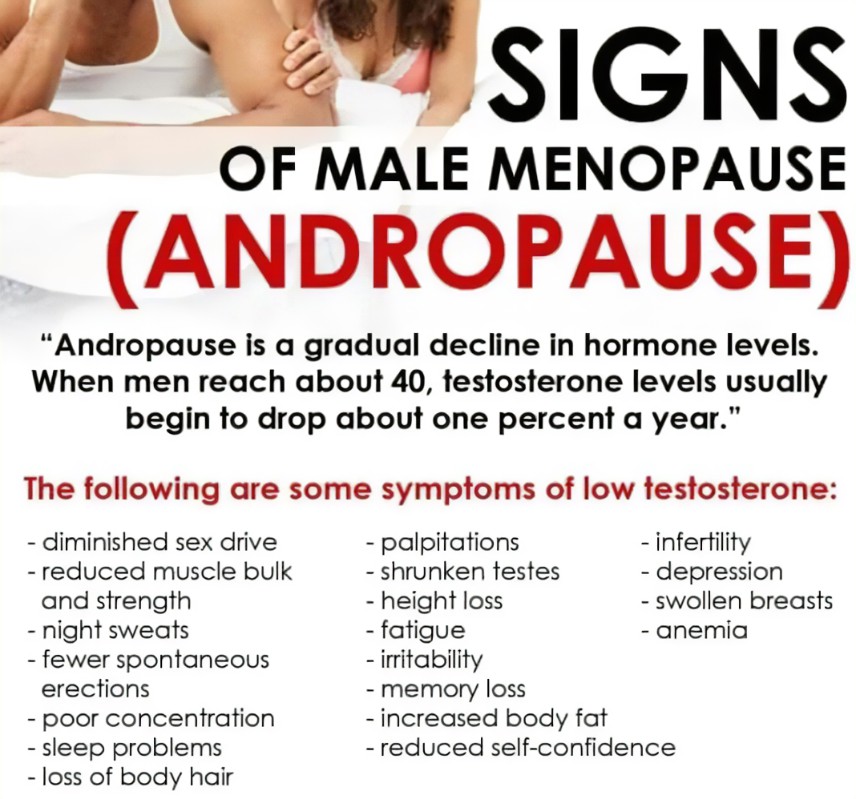 SIGNS
OF MALE MENOPAUSE
(ANDROPAUSE)
“Andropause is a gradual decline in hormone levels.
When men reach about 40, testosterone levels usually
begin to drop about one percent a year.”
The following are some symptoms of low testosterone:
- diminished sex drive
- reduced muscle bulk
and strength
- night sweats
- fewer spontaneous
erections
- poor concentration
- sleep problems
- loss of body hair
- palpitations
- shrunken testes
- height loss
- fatigue
- irritability
- memory loss
- increased body fat
- reduced self-confidence
- infertility
- depression
- swollen breasts
- anemia